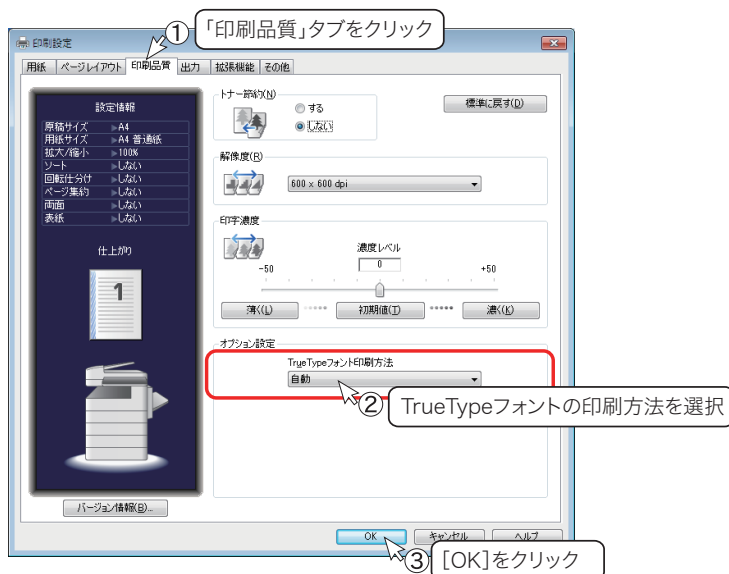 ① 「印刷品質」タブをクリック
印刷設定
用紙 ページレイアウト 印刷品質 出力 拡張機能 その他
設定情報
原稿サイズ ▶A4
用紙サイズ ▶A4 普通紙
拡大/縮小 ▶100%
ソート ▶しない
回転仕分け ▶しない
ページ集約 ▶しない
両面 ▶しない
表紙 ▶しない
仕上がり
1
バージョン情報(B)...
トナー節約(N)
する
しない
標準に戻す(D)
解像度(R)
600 x 600 dpi
印字濃度
濃度レベル
-50 0 +50
薄く(L) 初期値(T) 濃く(K)
オプション設定
TrueTypeフォント印刷方法
自動
② TrueTypeフォントの印刷方法を選択
OK キャンセル ヘルプ
③ [OK]をクリック